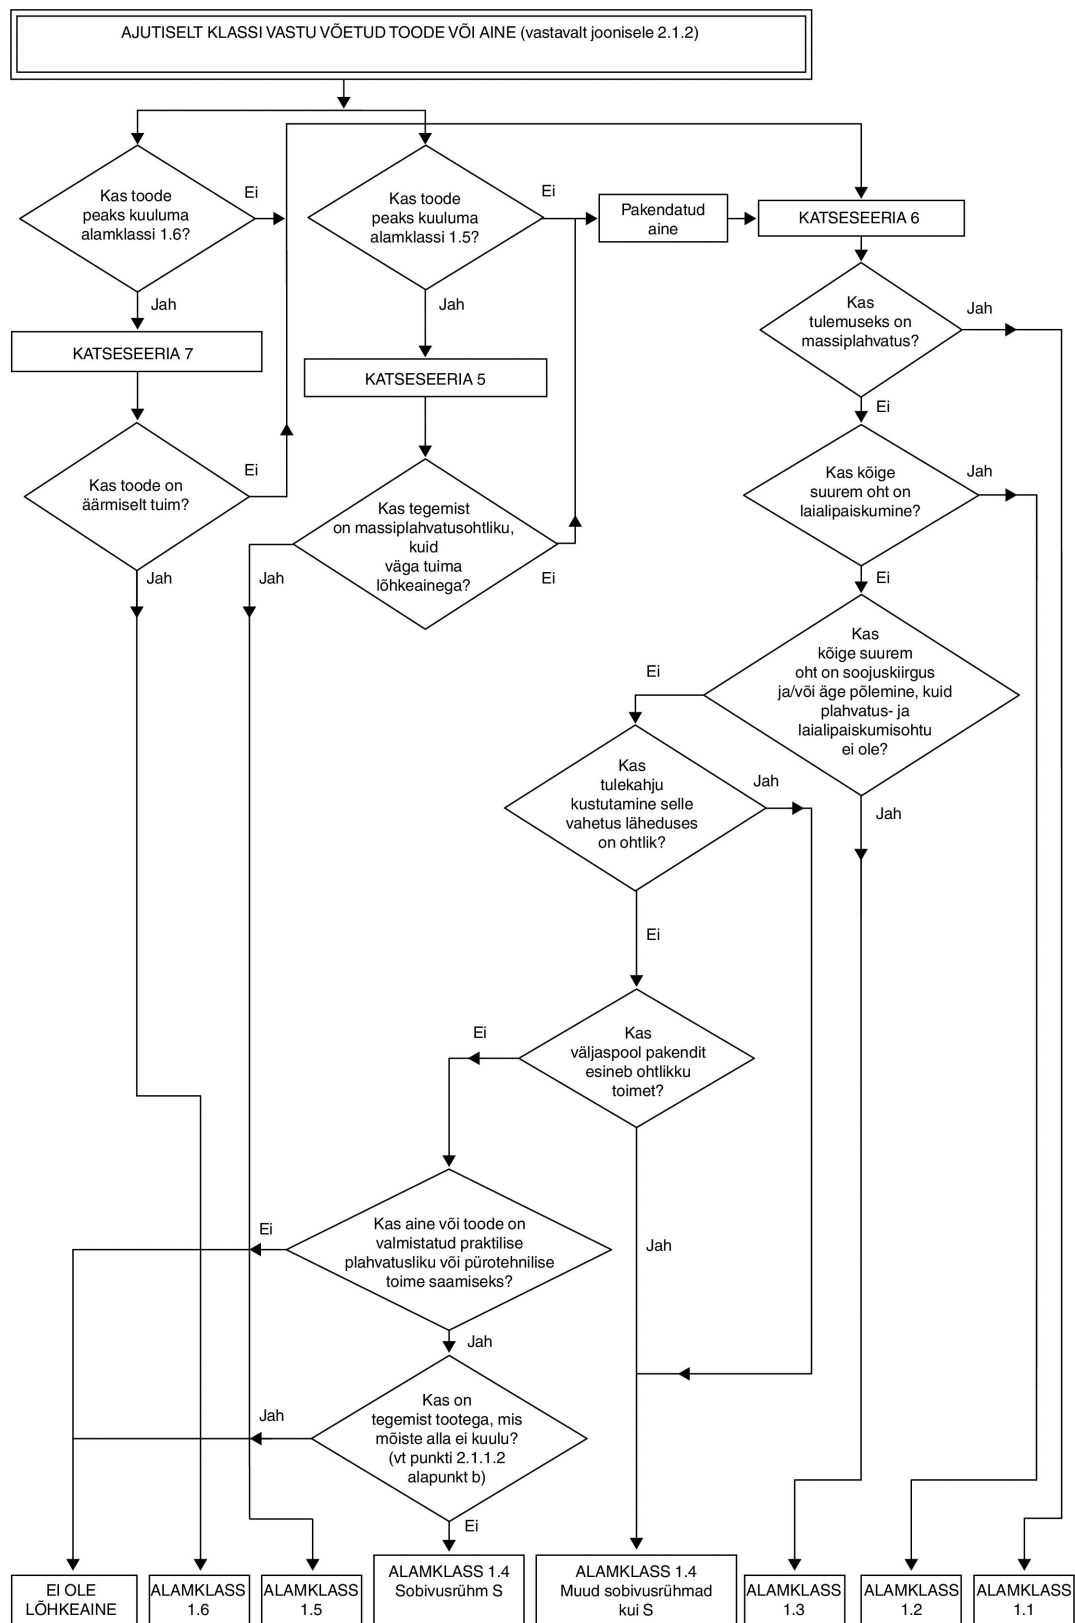 AJUTISELT KLASSI VASTU VÕETUD TOODE VÕI AINE (vastavalt joonisele 2.1.2)
Kas toode
peaks kuuluma
alamklassi 1.6?
Ei
Jah
Kas toode
peaks kuuluma
alamklassi 1.5?
Ei
Jah
Pakendatud
aine
KATSESEERIA 6
KATSESEERIA 7
KATSESEERIA 5
Kas
tulemuseks on
massiplahvatus?
Jah
Ei
Kas toode on
äärmiselt tuim?
Ei
Jah
Kas tegemist
on massiplahvatusohtliku,
kuid
väga tuima
lõhkeainega?
Jah
Ei
Kas kõige
suurem oht on
laialipaiskumine?
Jah
Ei
Kas
kõige suurem
oht on soojuskiirgus
ja/või äge põlemine, kuid
plahvatus- ja
laialipaiskumisohtu
ei ole?
Ei
Jah
Kas
tulekahju
kustutamine selle
vahetus läheduses
on ohtlik?
Jah
Ei
Kas
väljaspool pakendit
esineb ohtlikku
toimet?
Ei
Jah
Kas aine või toode on
valmistatud praktilise
plahvatusliku või pürotehnilise
toime saamiseks?
Ei
Jah
Kas on
tegemist tootega, mis
mõiste alla ei kuulu?
(vt punkti 2.1.1.2
alapunkt b)
Jah
Ei
EI OLE
LÕHKEAINE
ALAMKLASS
1.6
ALAMKLASS
1.5
ALAMKLASS 1.4
Sobivusrühm S
ALAMKLASS 1.4
Muud sobivusrühmad
kui S
ALAMKLASS
1.3
ALAMKLASS
1.2
ALAMKLASS
1.1